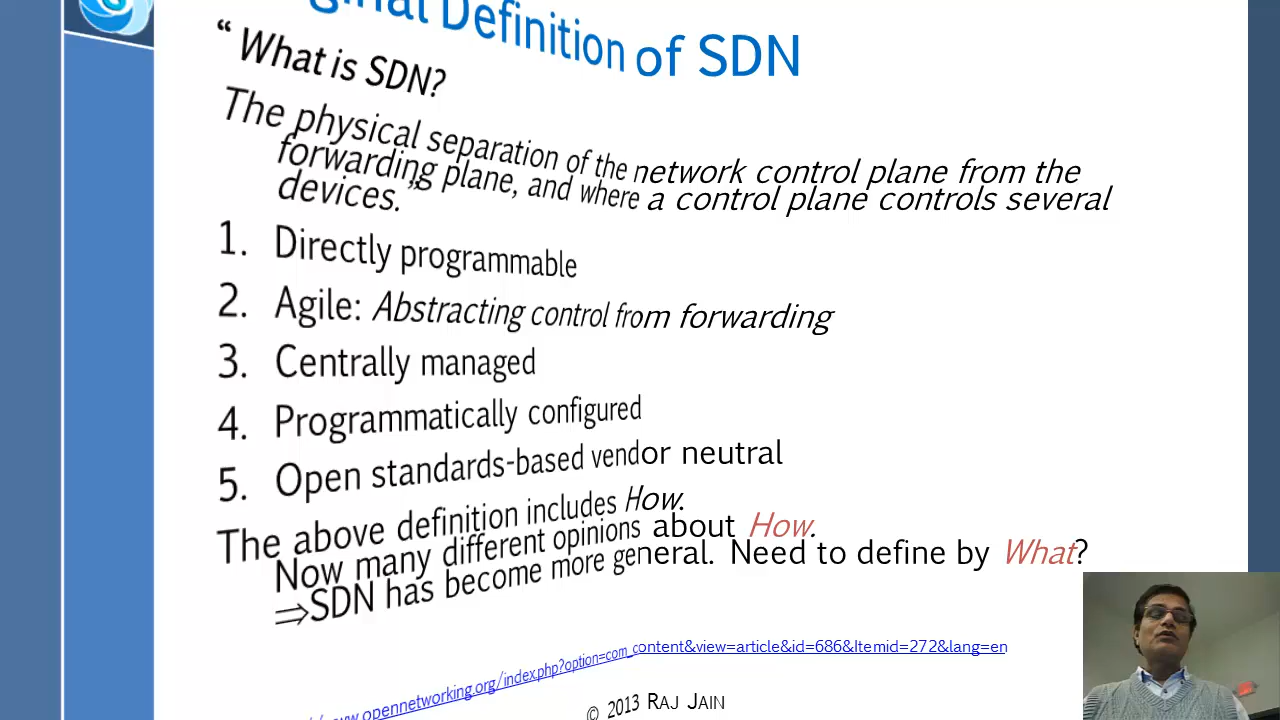 ginal Definition of SDN
“ What is SDN?
The physical separation of the network control plane from the
forwarding plane, and where a control plane controls several
devices.”
1. Directly programmable
2. Agile: Abstracting control from forwarding
3. Centrally managed
4. Programmatically configured
5. Open standards-based vendor neutral
The above definition includes How.
Now many different opinions about How.
⇒SDN has become more general. Need to define by What?
www.opennetworking.org/index.php?option=com_content&view=article&id=686&Itemid=272&lang=en
© 2013 RAJ JAIN